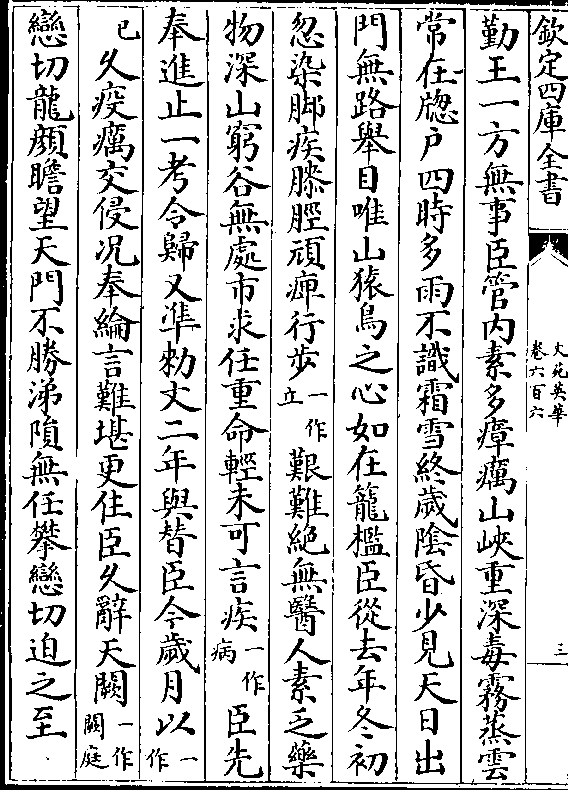 欽定四庫全書
文苑英華
卷六百六
三
勤王一方無事臣管内素多瘴癘山峽重深毒霧蒸雲
常在牕户四時多雨不識霜雪終歲陰昏少見天日出
門無路舉目唯山猿鳥之心如在籠檻臣從去年冬初
忽染脚疾膝脛頑痺行步一作立艱難絶無醫人素乏藥
物深山窮谷無處市求任重命輕未可言疾一作病臣先
奉進止一考令歸又準勑文二年與替臣今歲月以一作
已久疾癘交侵况奉綸言難堪更住臣久辭天闕一作闕庭
戀切龍顔瞻望天門不勝涕隕無任攀戀切迫之至